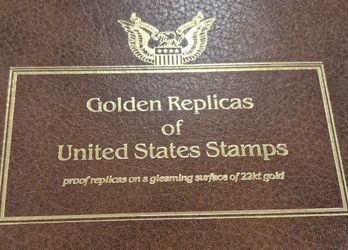 Golden Replicas
of
United States Stamps
proof replicas on a gleaming surface of 22kt gold